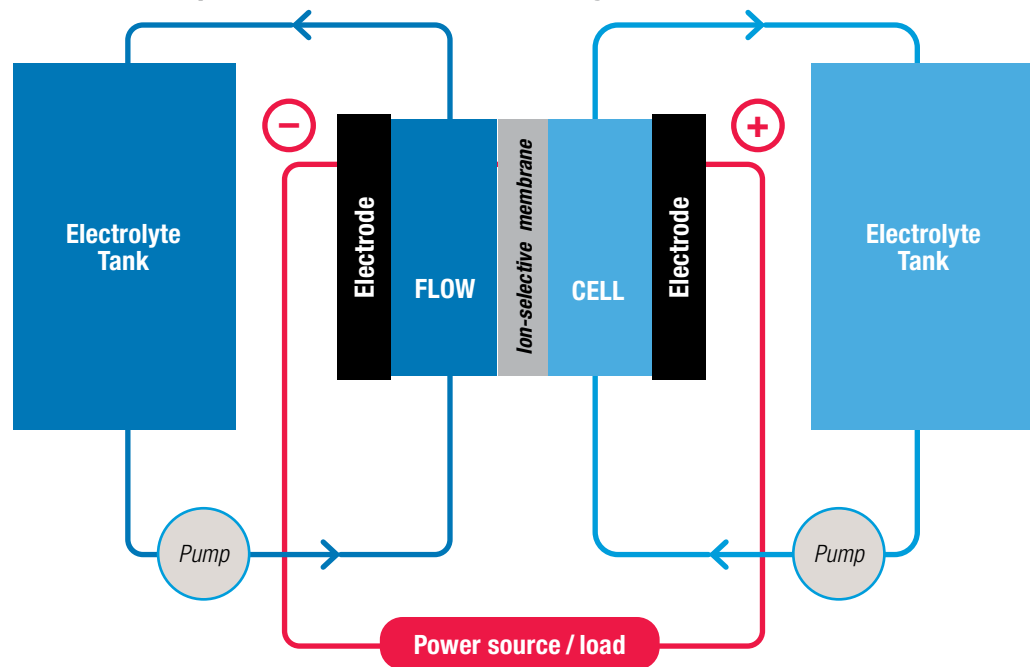 −
+
Electrolyte
Tank
Electrode
FLOW
Ion-selective membrane
CELL
Electrode
Electrolyte
Tank
Pump
Pump
Power source / load